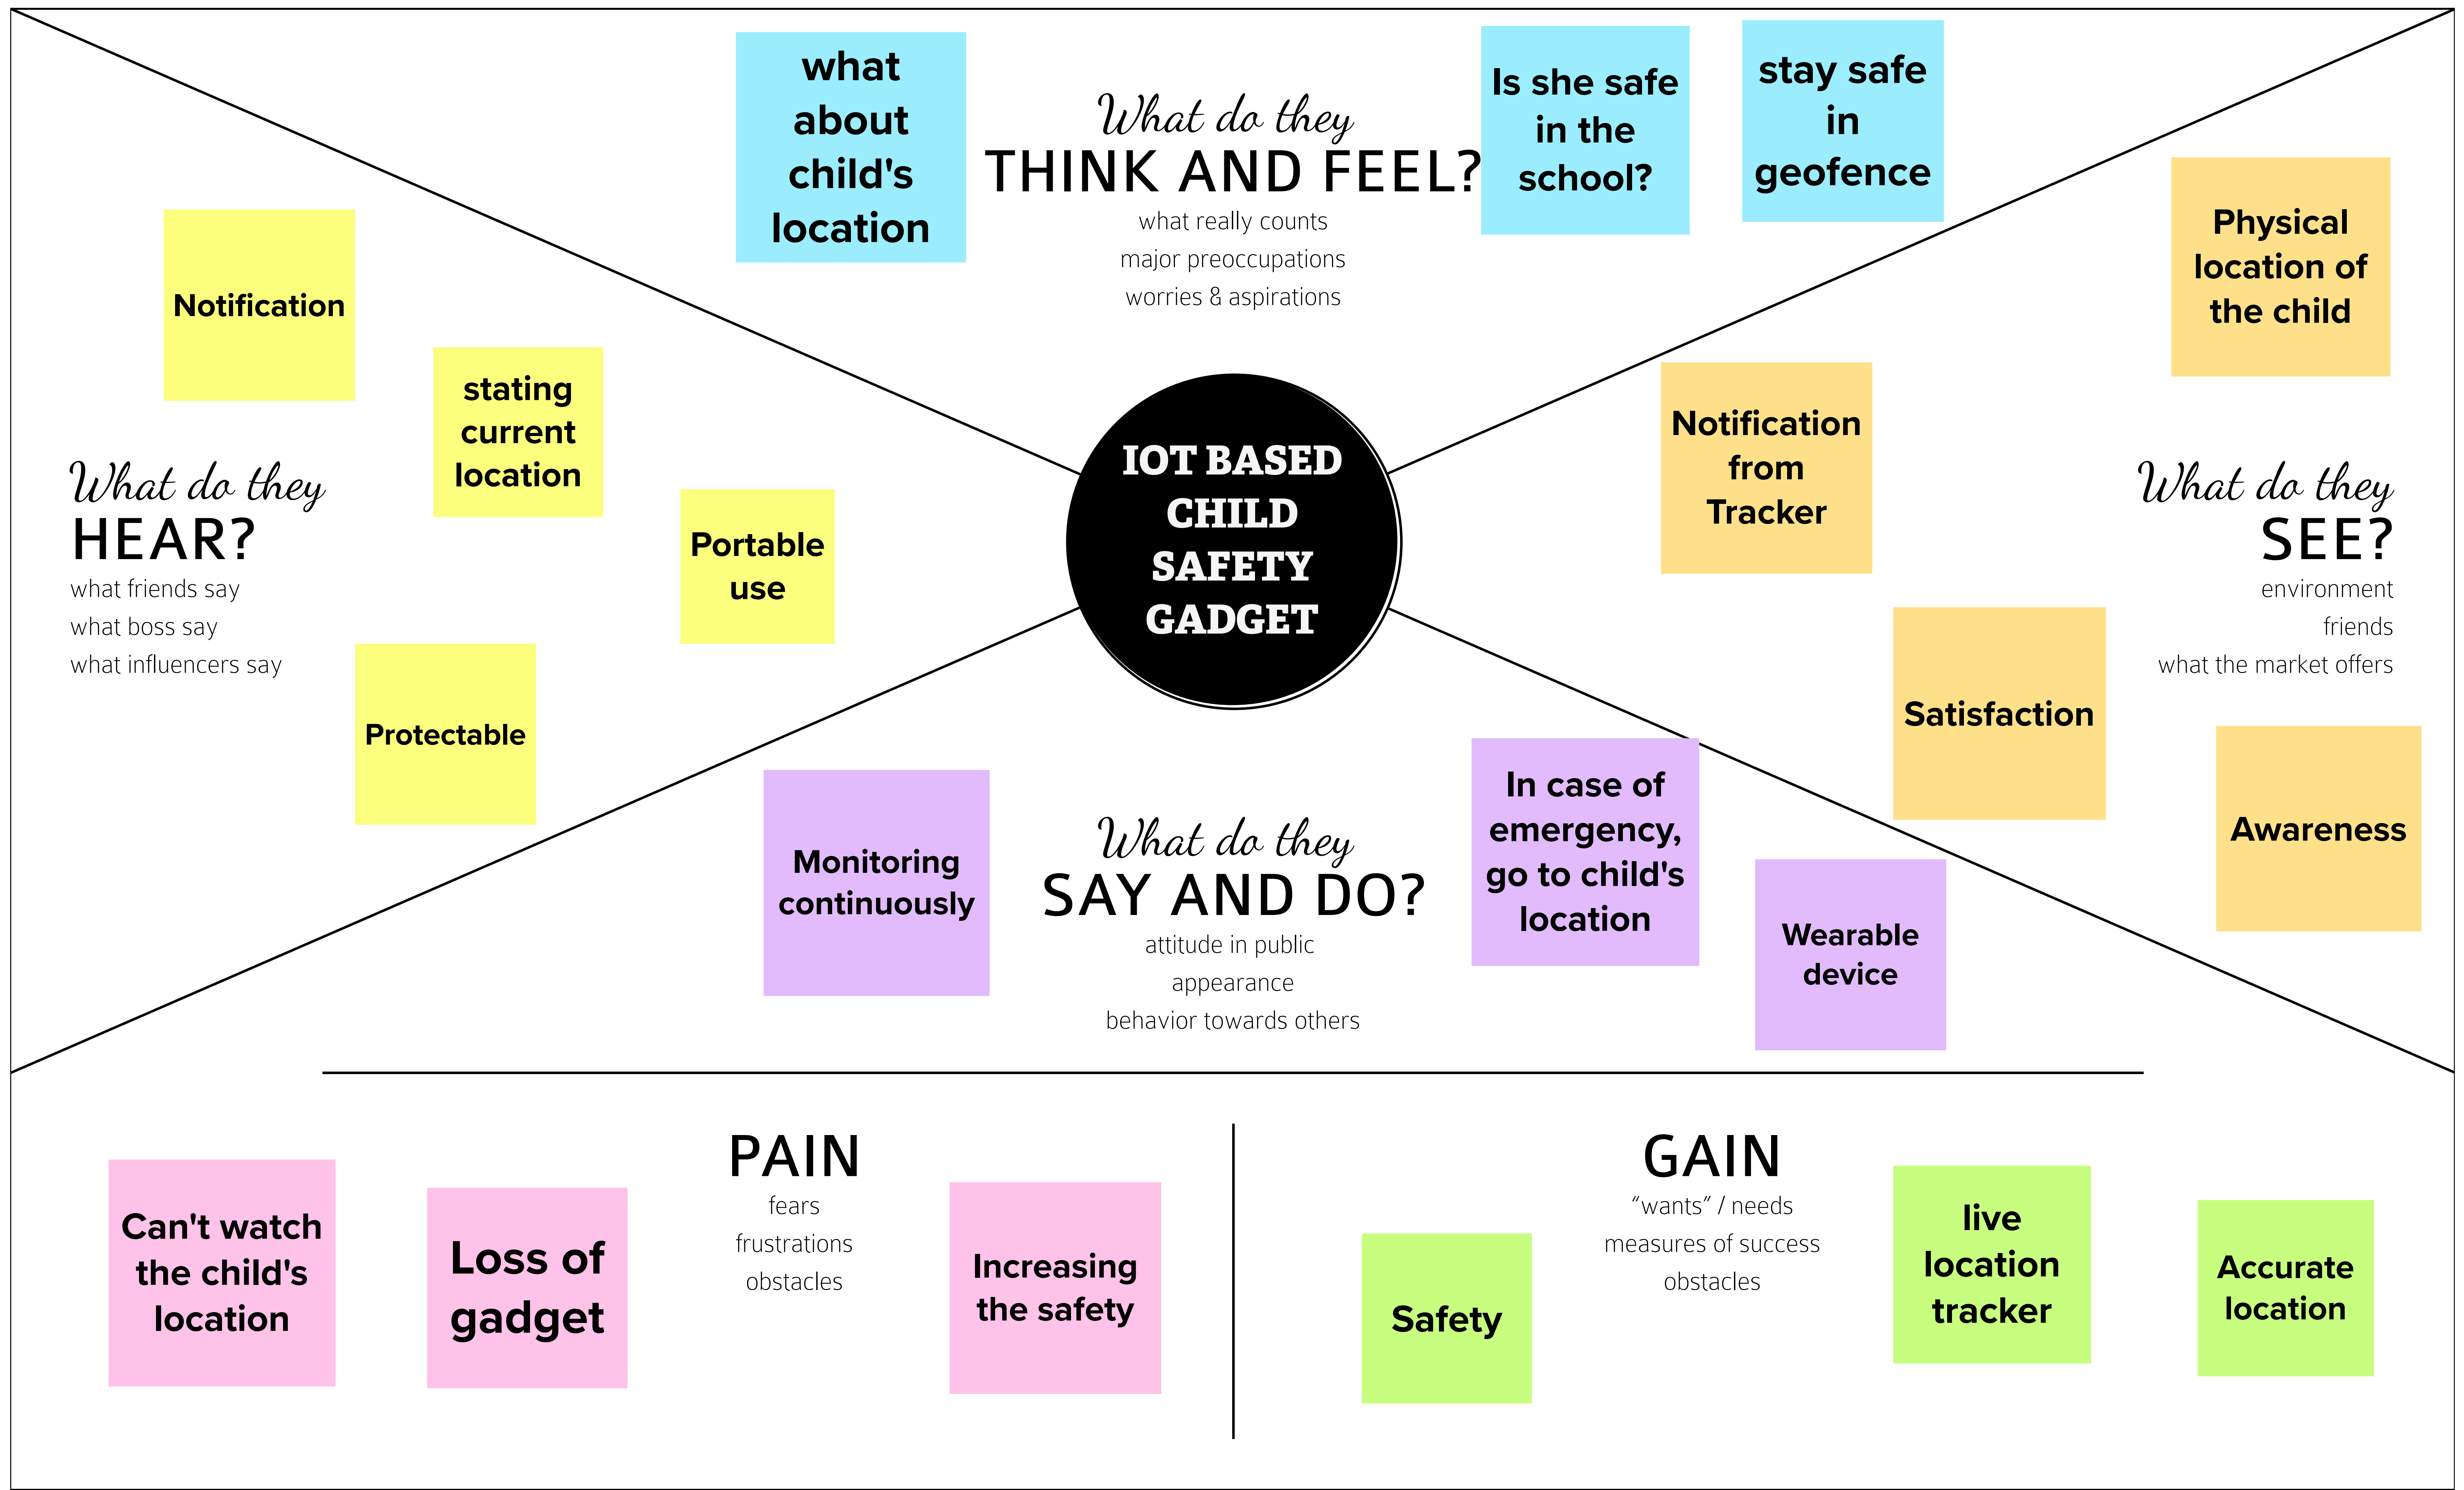 what
about
child's
location
What do they
THINK AND FEEL?
what really counts
major preoccupations
worries & aspirations
Is she safe
in the
school?
stay safe
in
geofence
Notification
stating
current
location
Portable
use
What do they
HEAR?
what friends say
what boss say
what influencers say
Protectable
IOT BASED
CHILD
SAFETY
GADGET
Physical
location of
the child
Notification
from
Tracker
What do they
SEE?
environment
friends
what the market offers
Satisfaction
Awareness
Monitoring
continuously
What do they
SAY AND DO?
attitude in public
appearance
behavior towards others
In case of
emergency,
go to child's
location
Wearable
device
PAIN
fears
frustrations
obstacles
Can't watch
the child's
location
Loss of
gadget
Increasing
the safety
GAIN
“wants” / needs
measures of success
obstacles
Safety
live
location
tracker
Accurate
location